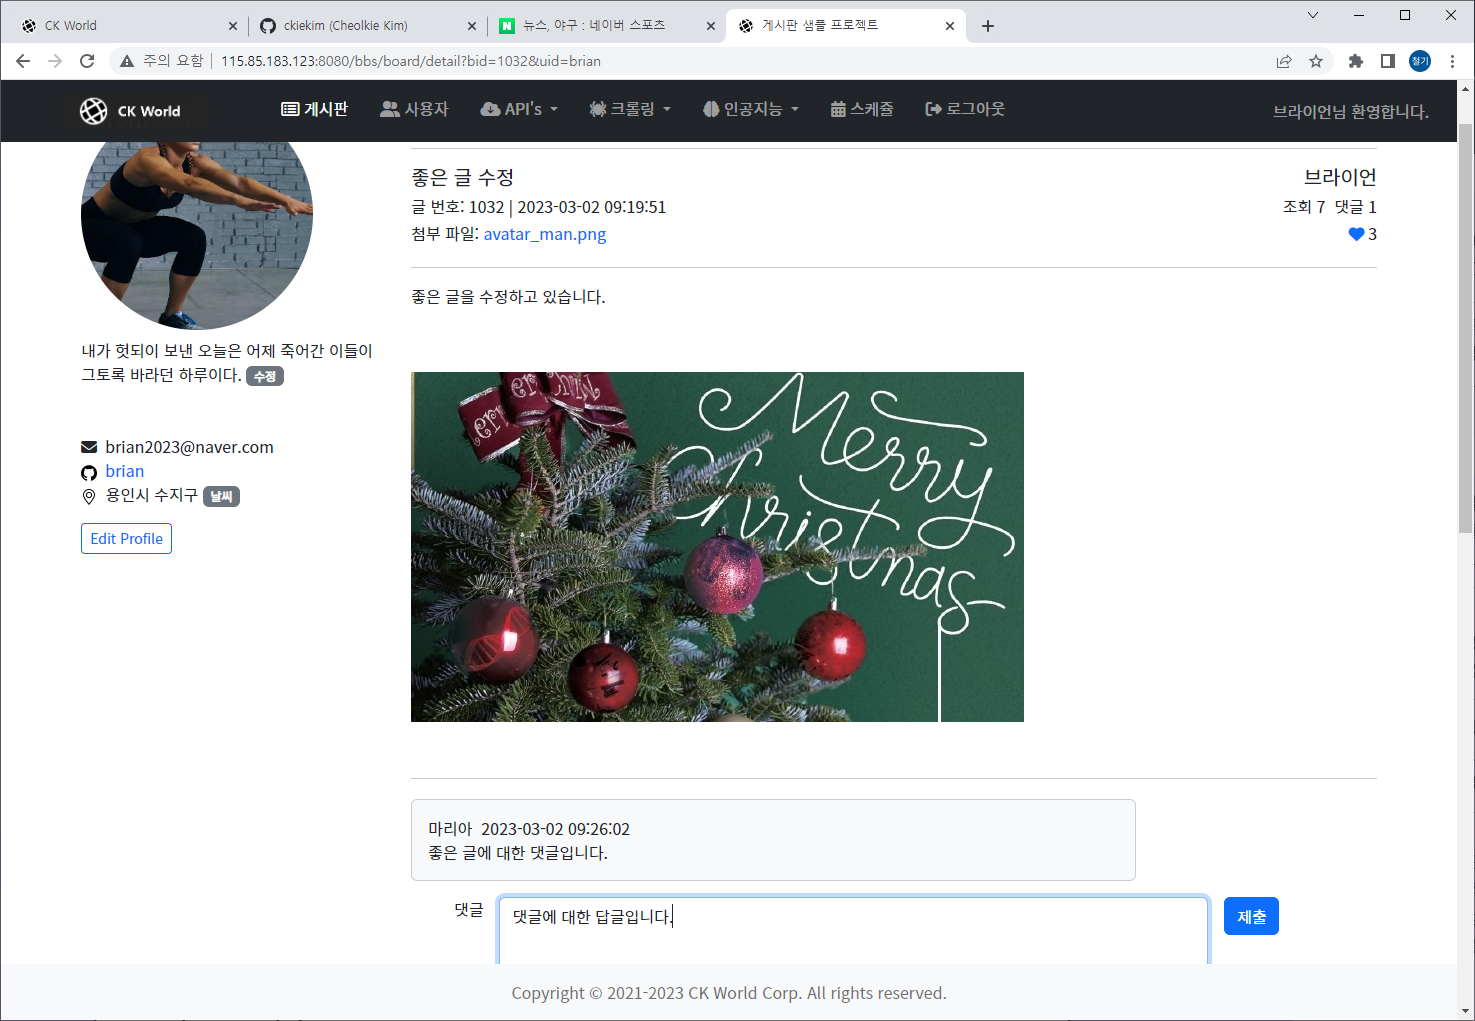 CK World
ckiekim (Cheolkie Kim)
뉴스, 야구 : 네이버 스포츠
게시판 샘플 프로젝트
주의 요함
115.85.183.123:8080/bbs/board/detail?bid=1032&uid=brian
철기
CK World
게시판
사용자
API's
크롤링
인공지능
스케쥴
로그아웃
브라이언님 환영합니다.
내가 헛되이 보낸 오늘은 어제 죽어간 이들이
그토록 바라던 하루이다. 수정
brian2023@naver.com
brian
용인시 수지구 날씨
Edit Profile
좋은 글 수정
브라이언
글 번호: 1032 | 2023-03-02 09:19:51
조회 7 댓글 1
첨부 파일: avatar_man.png
3
좋은 글을 수정하고 있습니다.
Merry
Christmas
마리아 2023-03-02 09:26:02
좋은 글에 대한 댓글입니다.
댓글
댓글에 대한 답글입니다.
제출
Copyright © 2021-2023 CK World Corp. All rights reserved.